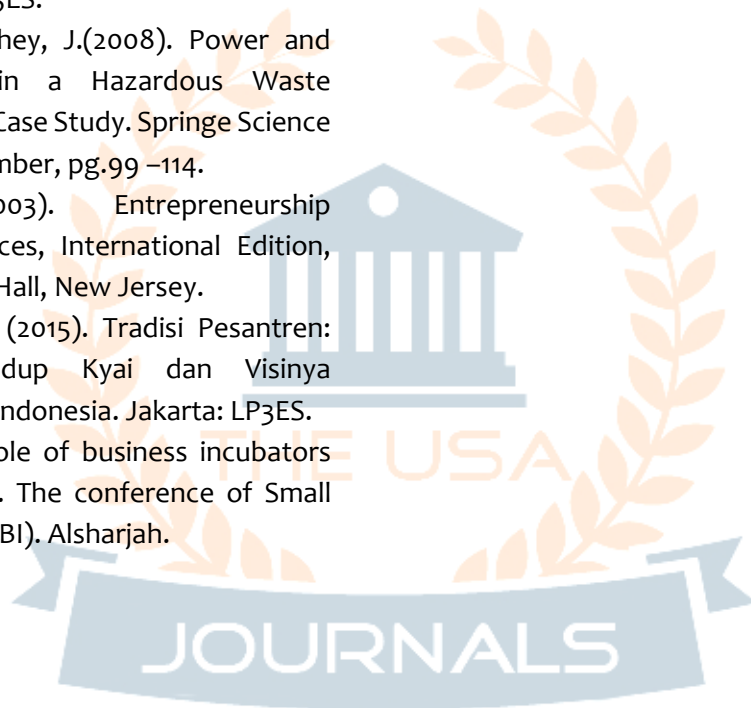 3ES.
hey, J.(2008). Power and
in a Hazardous Waste
Case Study. Springe Science
mber, pg.99 –114.
003). Entrepreneurship
ces, International Edition,
Hall, New Jersey.
(2015). Tradisi Pesantren:
dup Kyai dan Visinya
Indonesia. Jakarta: LP3ES.
ole of business incubators
. The conference of Small
BI). Alsharjah.
THE USA
JOURNALS